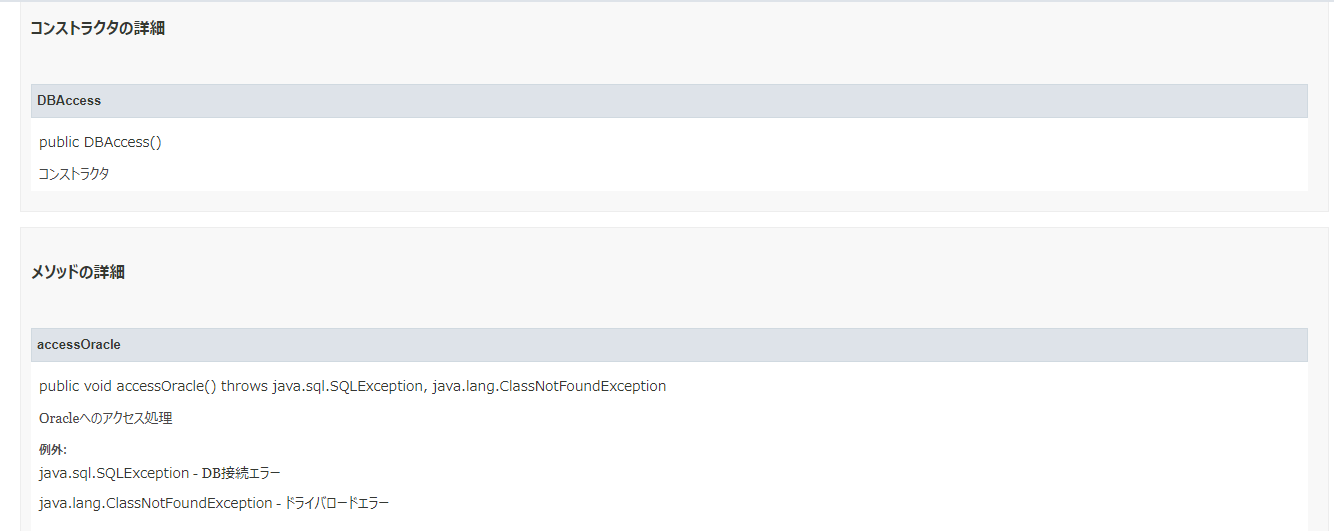 コンストラクタの詳細
DBAccess
public DBAccess()
コンストラクタ
メソッドの詳細
accessOracle
public void accessOracle() throws java.sql.SQLException, java.lang.ClassNotFoundException
Oracleへのアクセス処理
例外:
java.sql.SQLException - DB接続エラー
java.lang.ClassNotFoundException - ドライバロードエラー